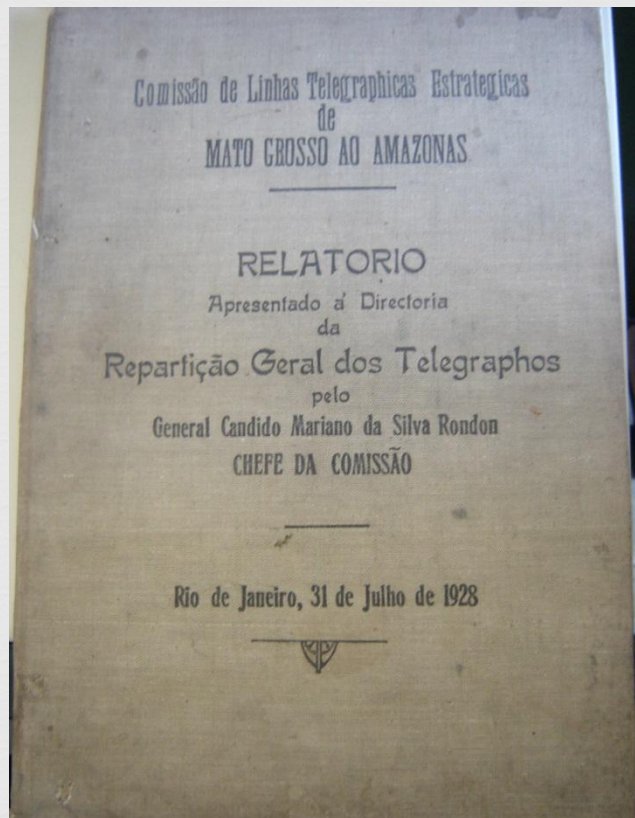 Comissão de Linhas Telegraphicas Estrategicas
de
MATO GROSSO AO AMAZONAS
RELATORIO
Apresentado á Directoria
da
Repartição Geral dos Telegraphos
pelo
General Candido Mariano da Silva Rondon
CHEFE DA COMISSÃO
Rio de Janeiro, 31 de Julho de 1928